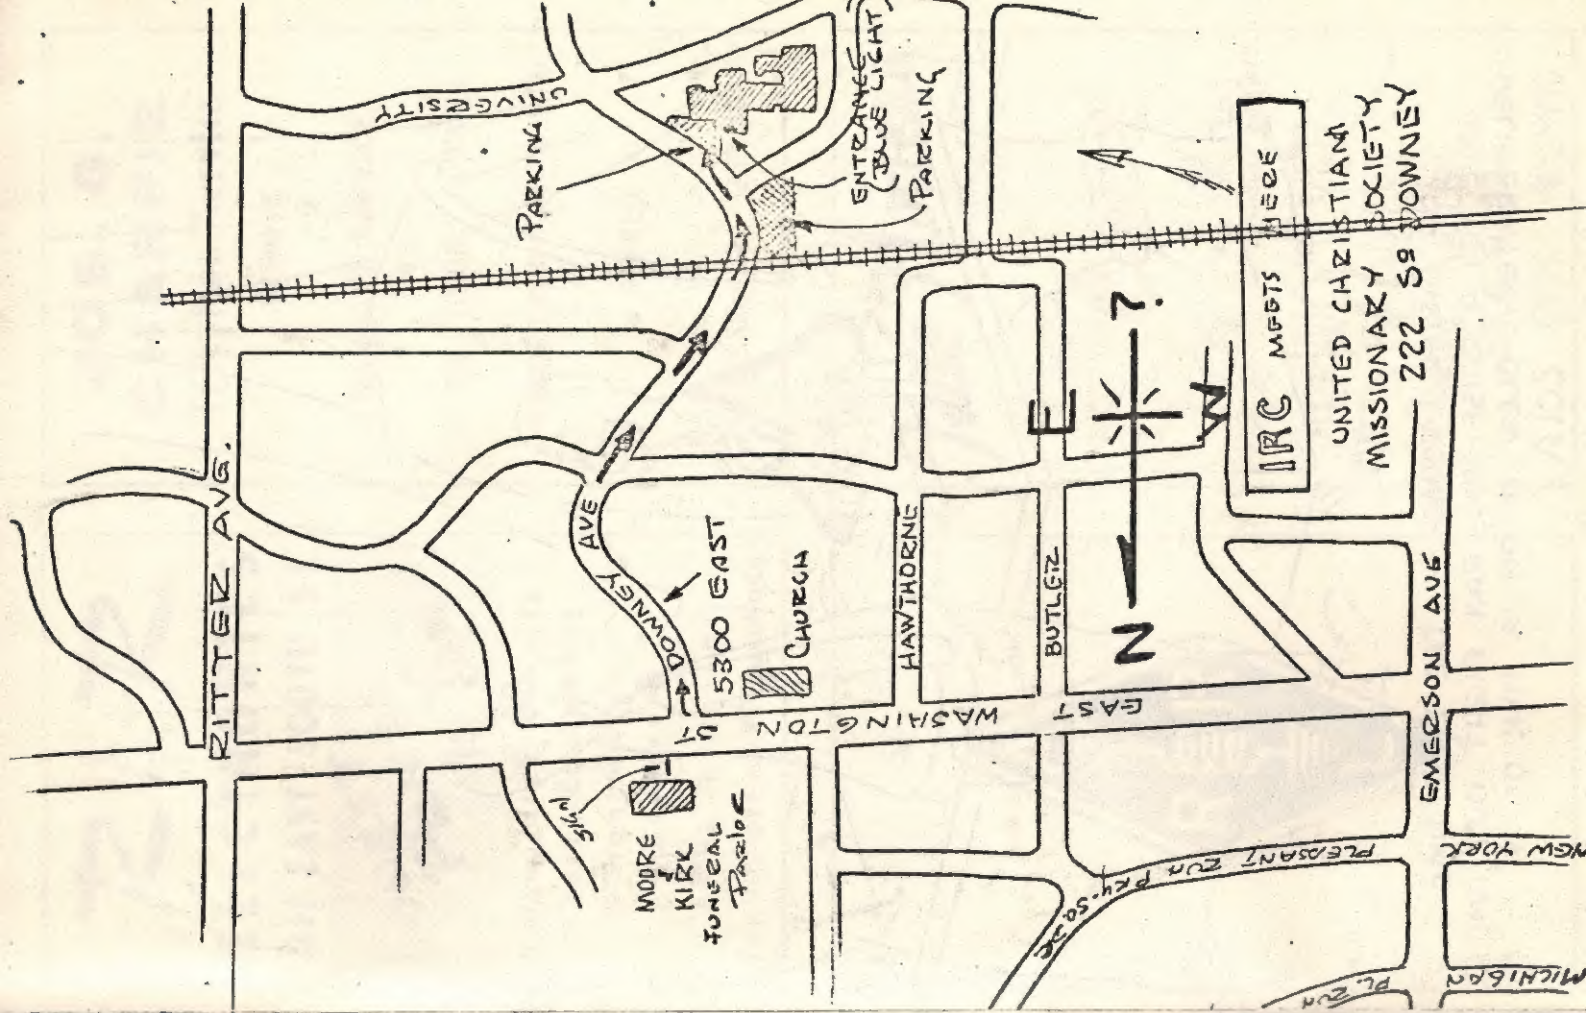 UNIVERSITY
PARKING
ENTRANCE
(BLUE LIGHT)
PARKING
RITTER AVE.
DOWNEY AVE
5300 EAST
CHURCH
HAWTHORNE
BUTLER
EAST WASHINGTON ST
SIGN
MOORE
&
KIRK
FUNERAL
PARLOR
E
N
W
?
IRC MEETS HERE
UNITED CHRISTIAN
MISSIONARY SOCIETY
222 So DOWNEY
EMERSON AVE
PLEASANT RUN PKY. SO. DR
NEW YORK
PL. RUN
MICHIGAN